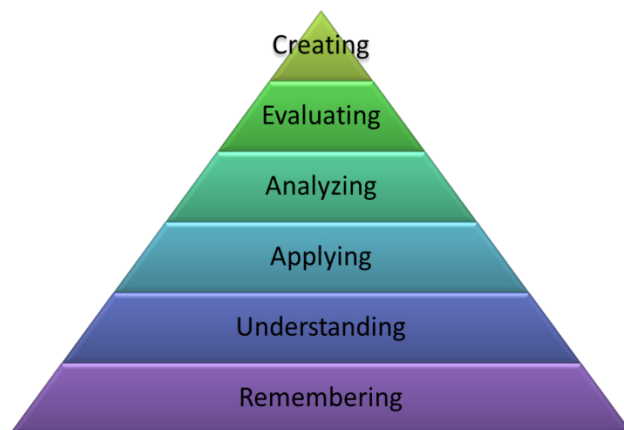 Creating
Evaluating
Analyzing
Applying
Understanding
Remembering